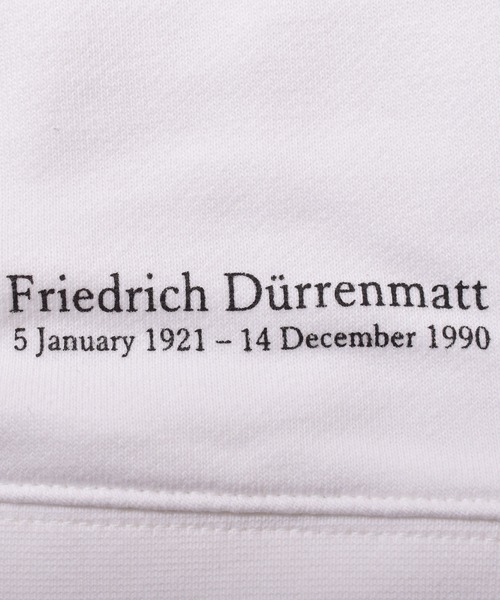 Friedrich Dürrenmatt
5 January 1921 – 14 December 1990